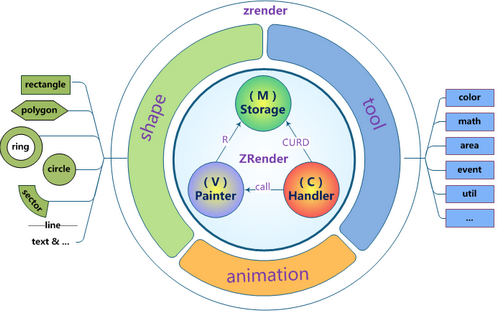 zrender
rectangle
polygon
ring
circle
sector
line
text & ...
shape
tool
animation
( M )
Storage
R
CURD
ZRender
( V )
Painter
call
( C )
Handler
color
math
area
event
util
...